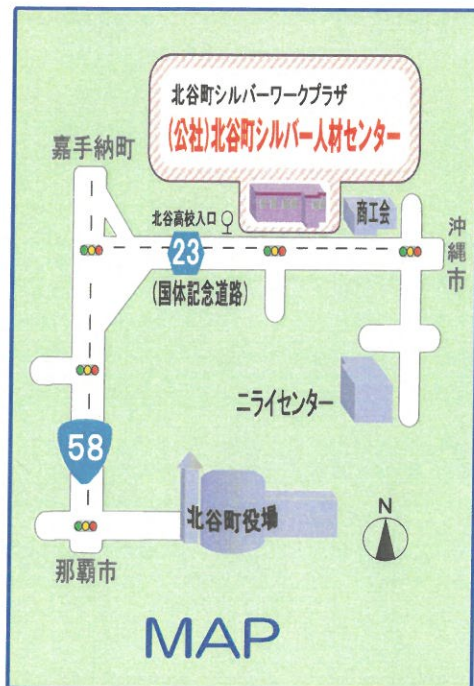 北谷町シルバーワークプラザ
(公社)北谷町シルバー人材センター
嘉手納町
北谷高校入口
商工会
沖縄市
23
(国体記念道路)
ニライセンター
58
北谷町役場
N
那覇市
MAP